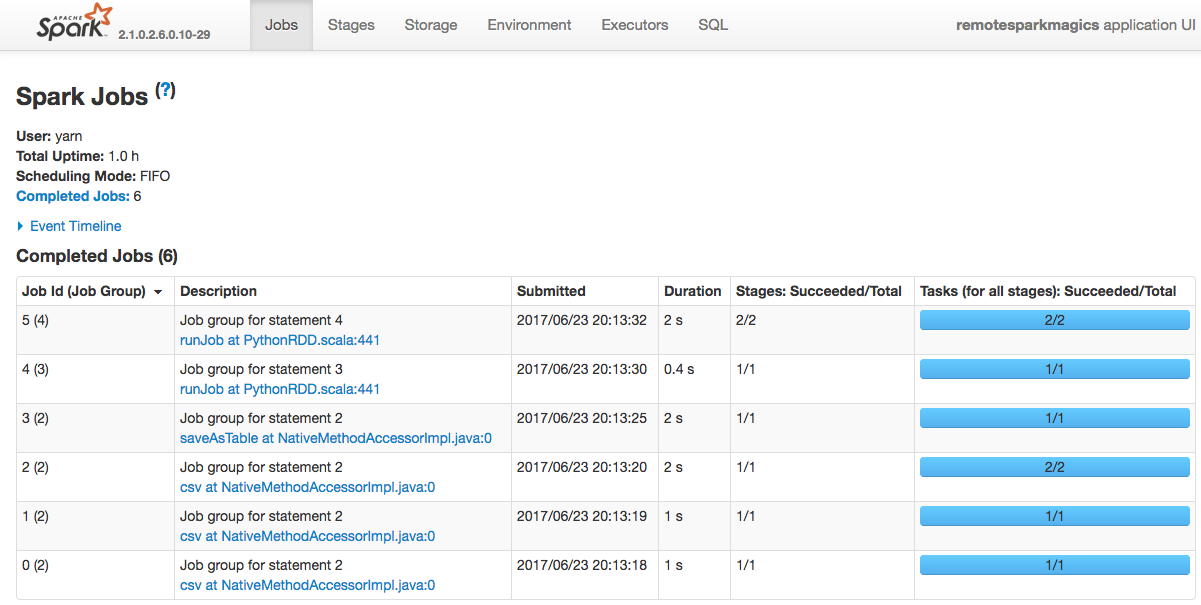 APACHE
Spark 2.1.0.2.6.0.10-29 Jobs Stages Storage Environment Executors SQL remotesparkmagics application UI
Spark Jobs (?)
User: yarn
Total Uptime: 1.0 h
Scheduling Mode: FIFO
Completed Jobs: 6
Event Timeline
Completed Jobs (6)
Job Id (Job Group) Description Submitted Duration Stages: Succeeded/Total Tasks (for all stages): Succeeded/Total
5 (4) Job group for statement 4 2017/06/23 20:13:32 2 s 2/2 2/2
runJob at PythonRDD.scala:441
4 (3) Job group for statement 3 2017/06/23 20:13:30 0.4 s 1/1 1/1
runJob at PythonRDD.scala:441
3 (2) Job group for statement 2 2017/06/23 20:13:25 2 s 1/1 1/1
saveAsTable at NativeMethodAccessorImpl.java:0
2 (2) Job group for statement 2 2017/06/23 20:13:20 2 s 1/1 2/2
csv at NativeMethodAccessorImpl.java:0
1 (2) Job group for statement 2 2017/06/23 20:13:19 1 s 1/1 1/1
csv at NativeMethodAccessorImpl.java:0
0 (2) Job group for statement 2 2017/06/23 20:13:18 1 s 1/1 1/1
csv at NativeMethodAccessorImpl.java:0